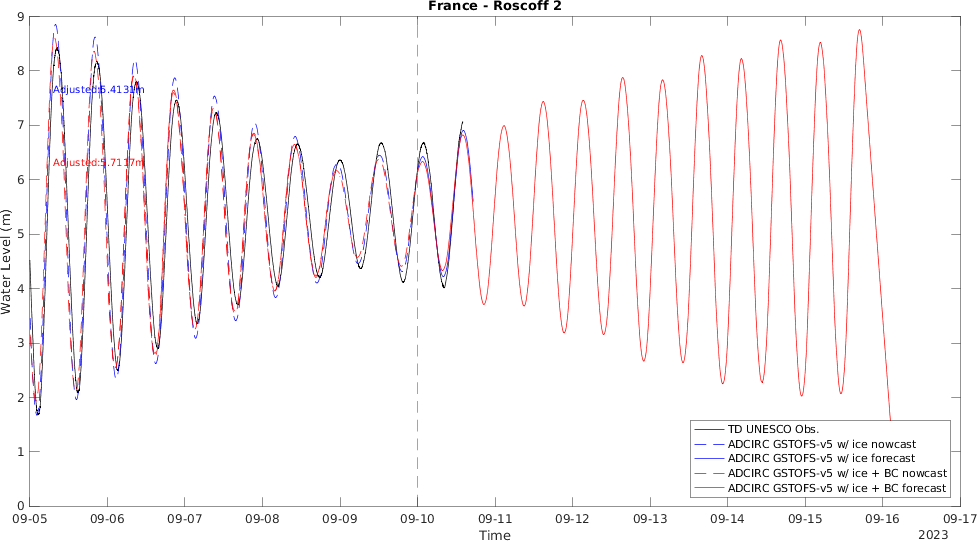 France - Roscoff 2
9
8
7
6
5
4
3
2
1
0
Water Level (m)
Adjusted:5.4131m
Adjusted:5.7117m
TD UNESCO Obs.
ADCIRC GSTOFS-v5 w/ ice nowcast
ADCIRC GSTOFS-v5 w/ ice forecast
ADCIRC GSTOFS-v5 w/ ice + BC nowcast
ADCIRC GSTOFS-v5 w/ ice + BC forecast
09-05 09-06 09-07 09-08 09-09 09-10 09-11 09-12 09-13 09-14 09-15 09-16 09-17
Time
2023